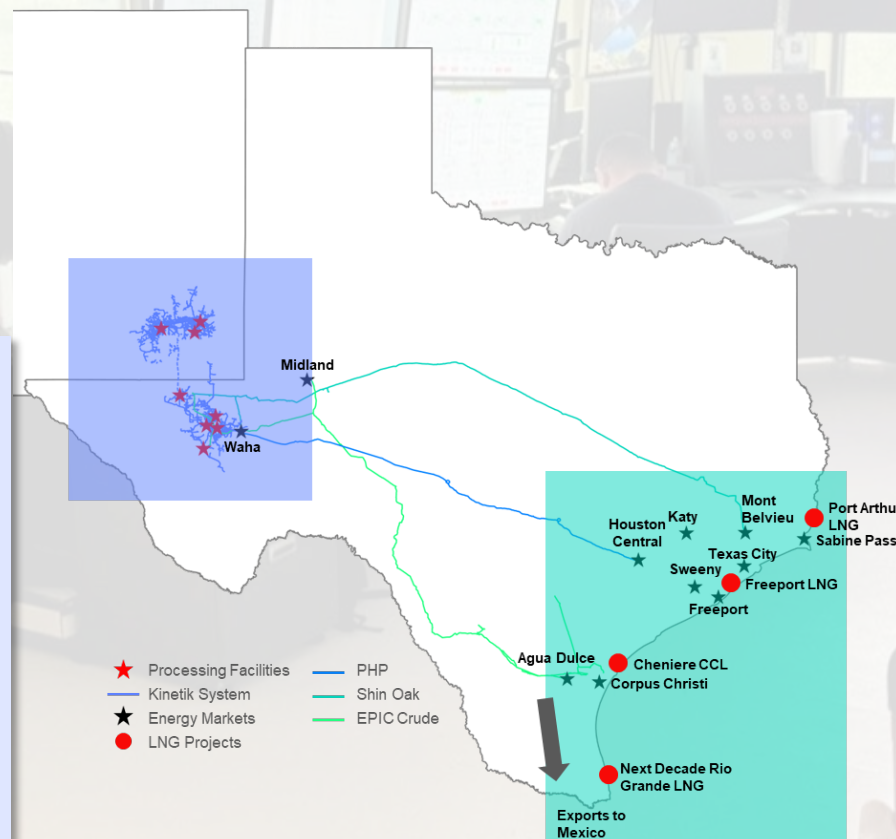 Midland
Waha
Mont
Belvieu
Port Arthu
LNG
Katy
Houston
Central
Sabine Pass
Texas City
Sweeny
Freeport LNG
Freeport
Agua Dulce
Cheniere CCL
Corpus Christi
Processing Facilities
PHP
Kinetik System
Shin Oak
Energy Markets
EPIC Crude
LNG Projects
Next Decade Rio
Grande LNG
Exports to
Mexico